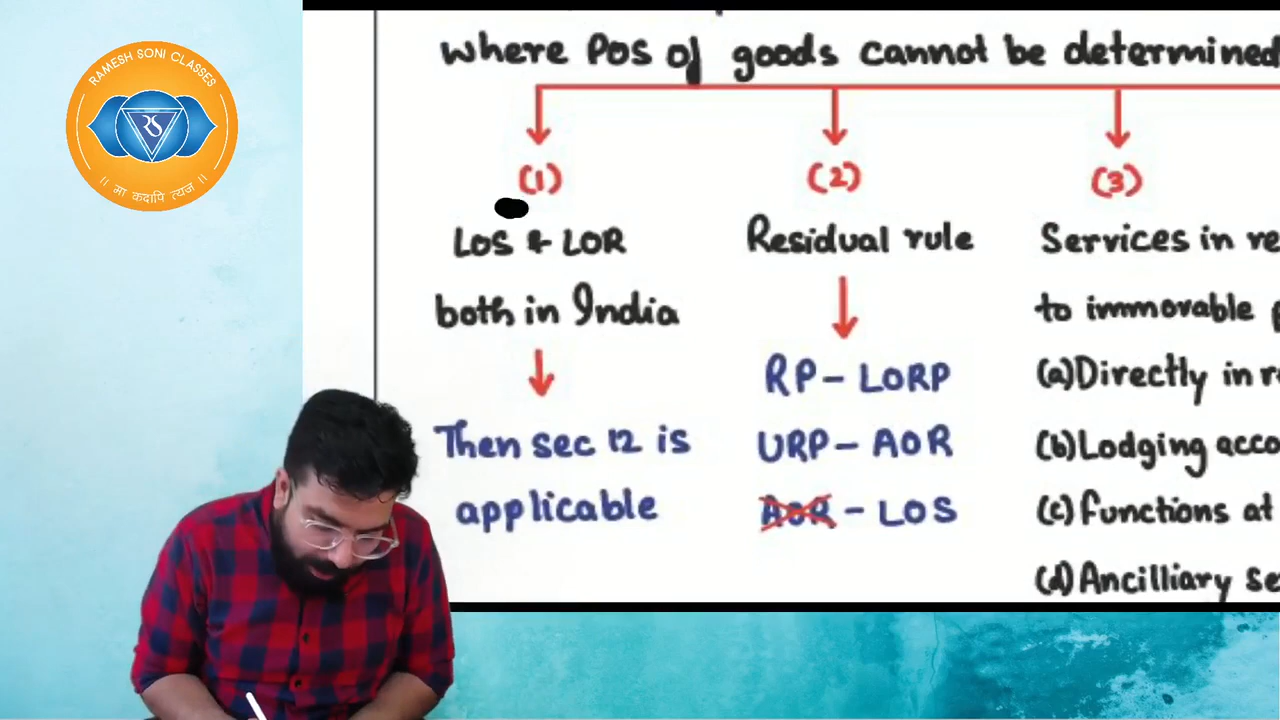 RAMESH SONI CLASSES
RS
।। मा कदापि त्यज ।।
where POS of goods cannot be determined
(1)
LOS & LOR
both in India
Then sec 12 is
applicable
(2)
Residual rule
RP - LORP
URP - AOR
AOR - LOS
(3)
Services in re
to immovable
(a) Directly in
(b) Lodging acco
(c) functions at
(d) Ancilliary se